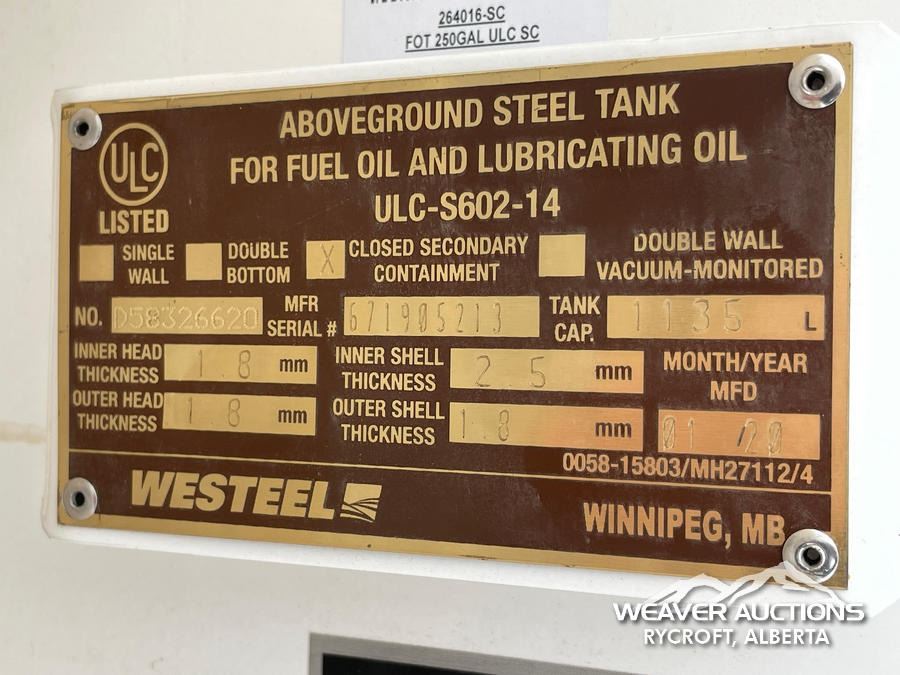 264016-SC
FOT 250GAL ULC SC
ABOVEGROUND STEEL TANK
FOR FUEL OIL AND LUBRICATING OIL
ULC-S602-14
ULC
LISTED
SINGLE WALL
DOUBLE BOTTOM
X CLOSED SECONDARY CONTAINMENT
DOUBLE WALL VACUUM-MONITORED
NO. D58326620 MFR SERIAL # 671905213 TANK CAP. 1135 L
INNER HEAD THICKNESS 1.8 mm INNER SHELL THICKNESS 2.5 mm MONTH/YEAR MFD
OUTER HEAD THICKNESS 1.8 mm OUTER SHELL THICKNESS 1.8 mm 01/20
0058-15803/MH27112/4
WESTEEL WINNIPEG, MB
WEAVER AUCTIONS
RYCROFT, ALBERTA